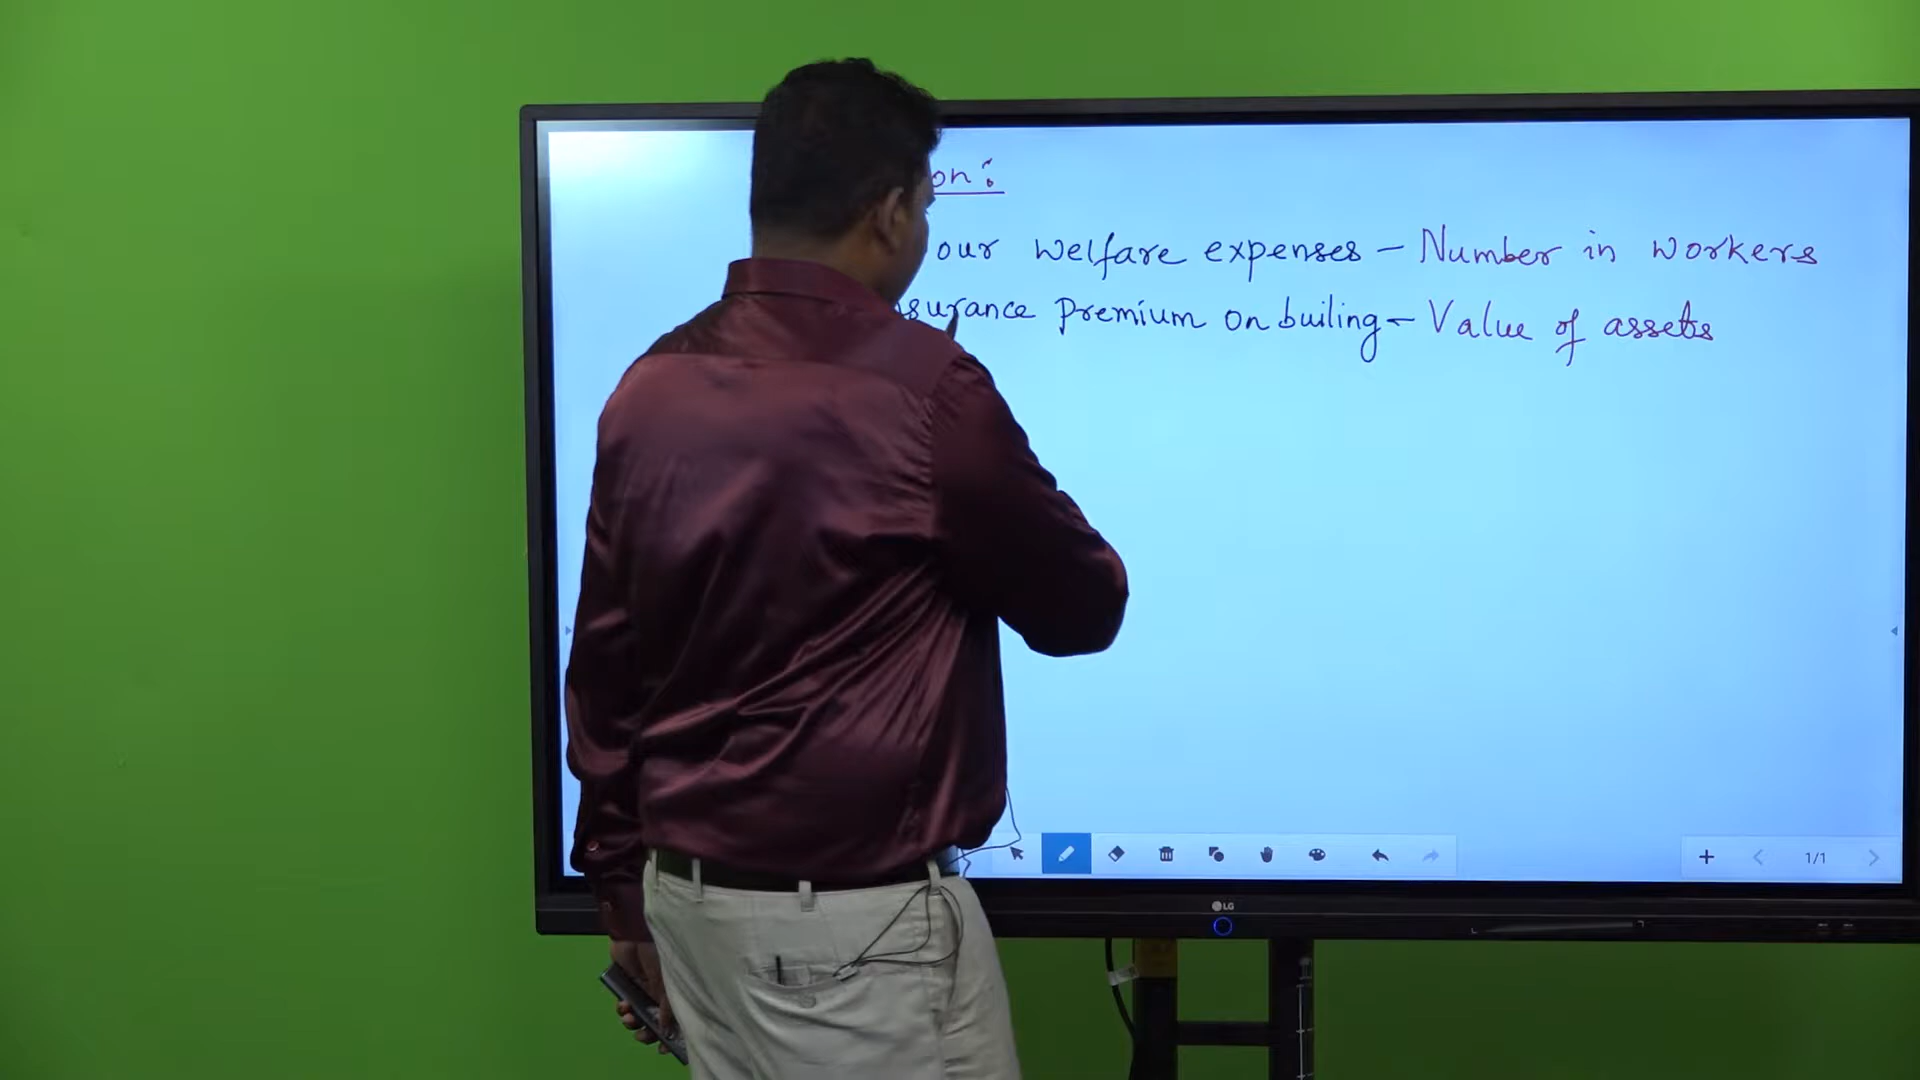 on:
our welfare expenses - Number in workers
surance premium on builing - Value of assets
1/1
LG